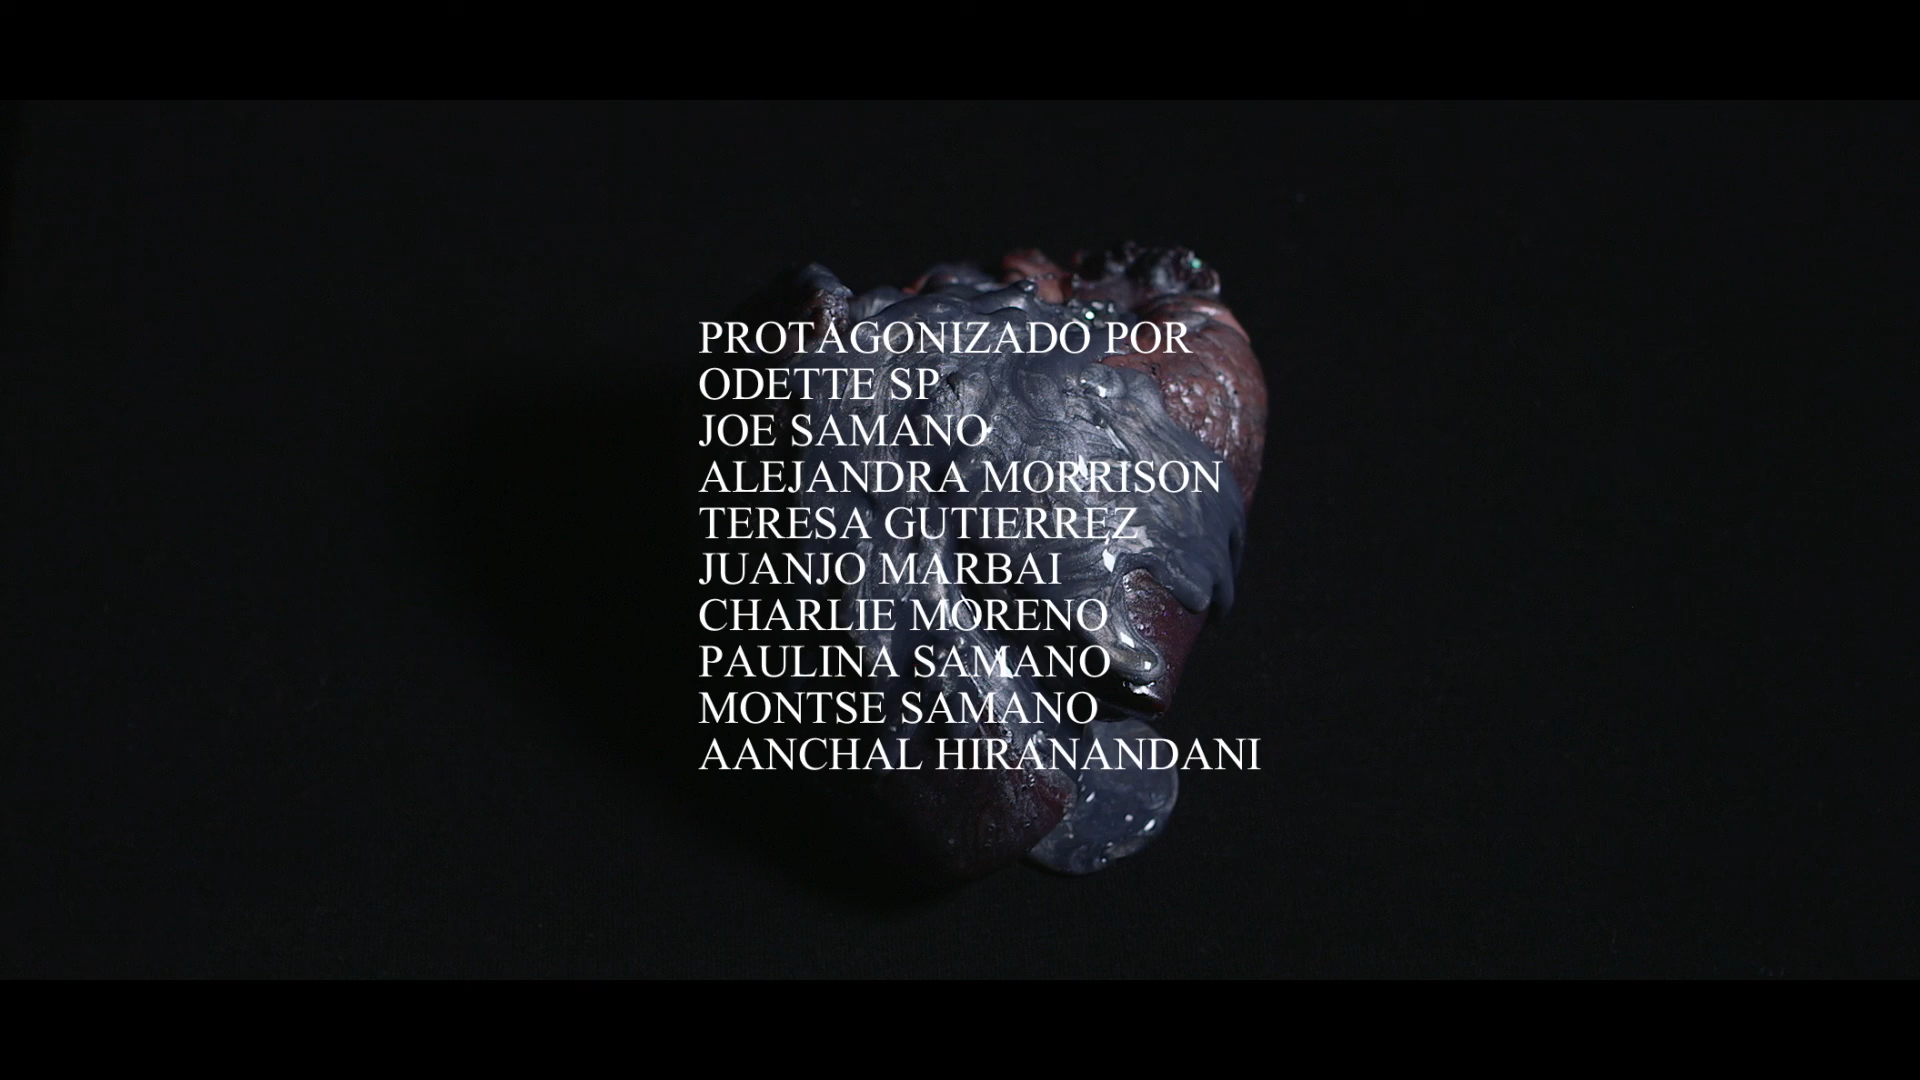 PROTAGONIZADO POR
ODETTE SP
JOE SAMANO
ALEJANDRA MORRISON
TERESA GUTIERREZ
JUANJO MARBAI
CHARLIE MORENO
PAULINA SAMANO
MONTSE SAMANO
AANCHAL HIRANANDANI